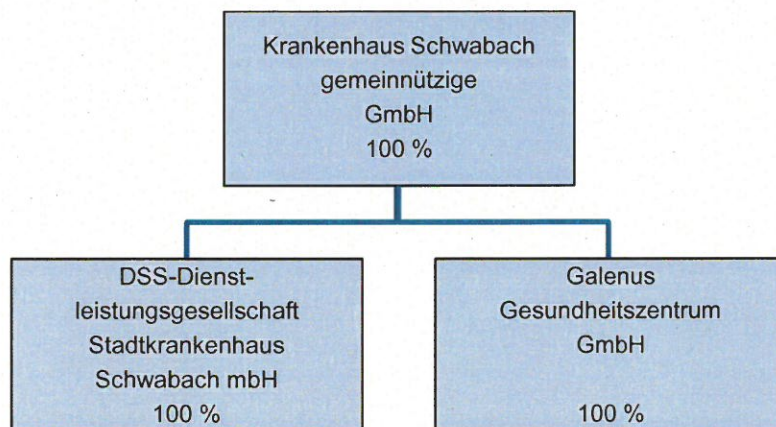 Krankenhaus Schwabach
gemeinnützige
GmbH
100 %
DSS-Dienst-
leistungsgesellschaft
Stadtkrankenhaus
Schwabach mbH
100 %
Galenus
Gesundheitszentrum
GmbH
100 %